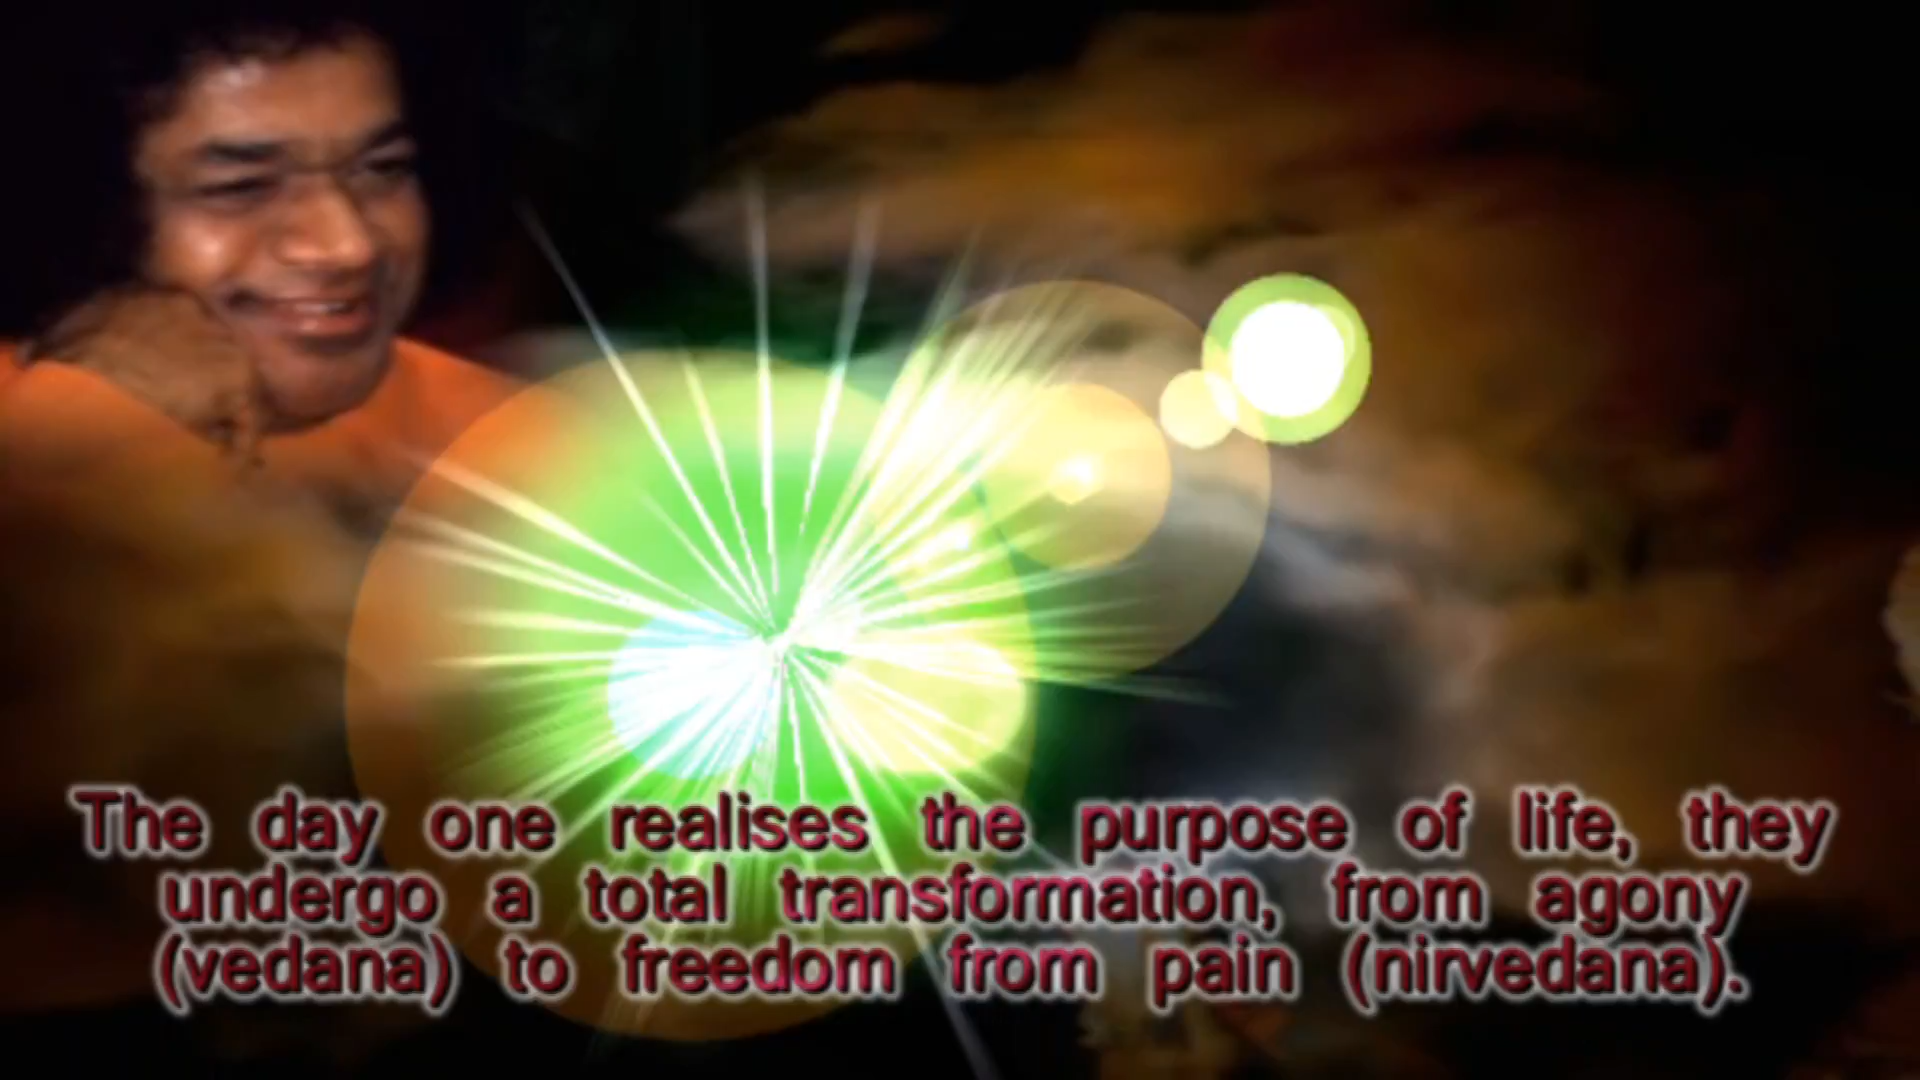 The day one realises the purpose of life, they
undergo a total transformation, from agony
(vedana) to freedom from pain (nirvedana).